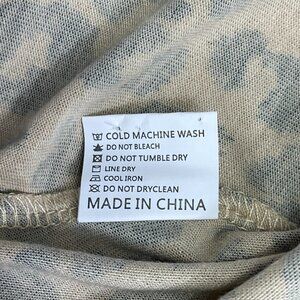 COLD MACHINE WASH
DO NOT BLEACH
DO NOT TUMBLE DRY
LINE DRY
COOL IRON
DO NOT DRYCLEAN
MADE IN CHINA